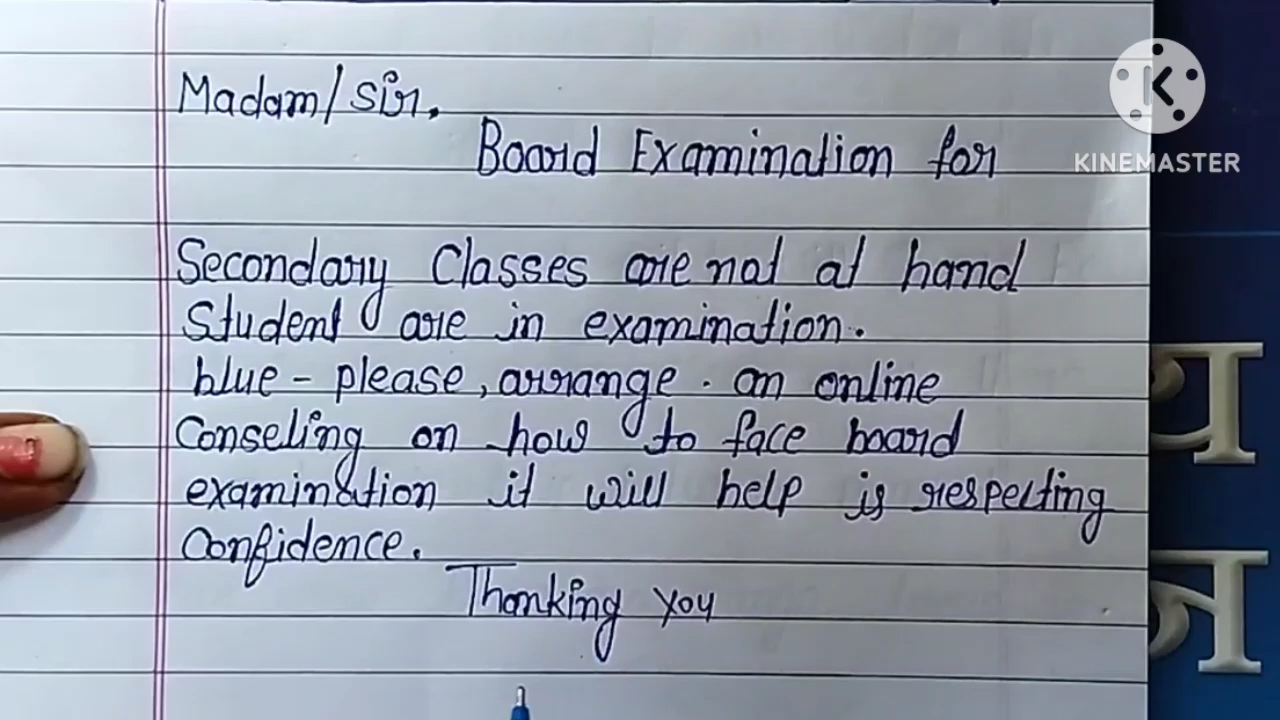 Madam/Sir.
KINEMASTER
Board Examination for
Secondary Classes are not at hand
Student are in examination.
blue - please, arrange. an online
Conseling on how to face board
examination it will help is respecting
Confidence.
Thanking you